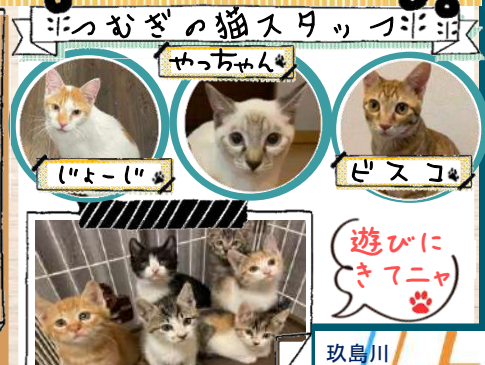 つむぎの猫スタッフ
やっちゃん
じょーじ
ビスコ
遊びに
きてニャ
玖島川